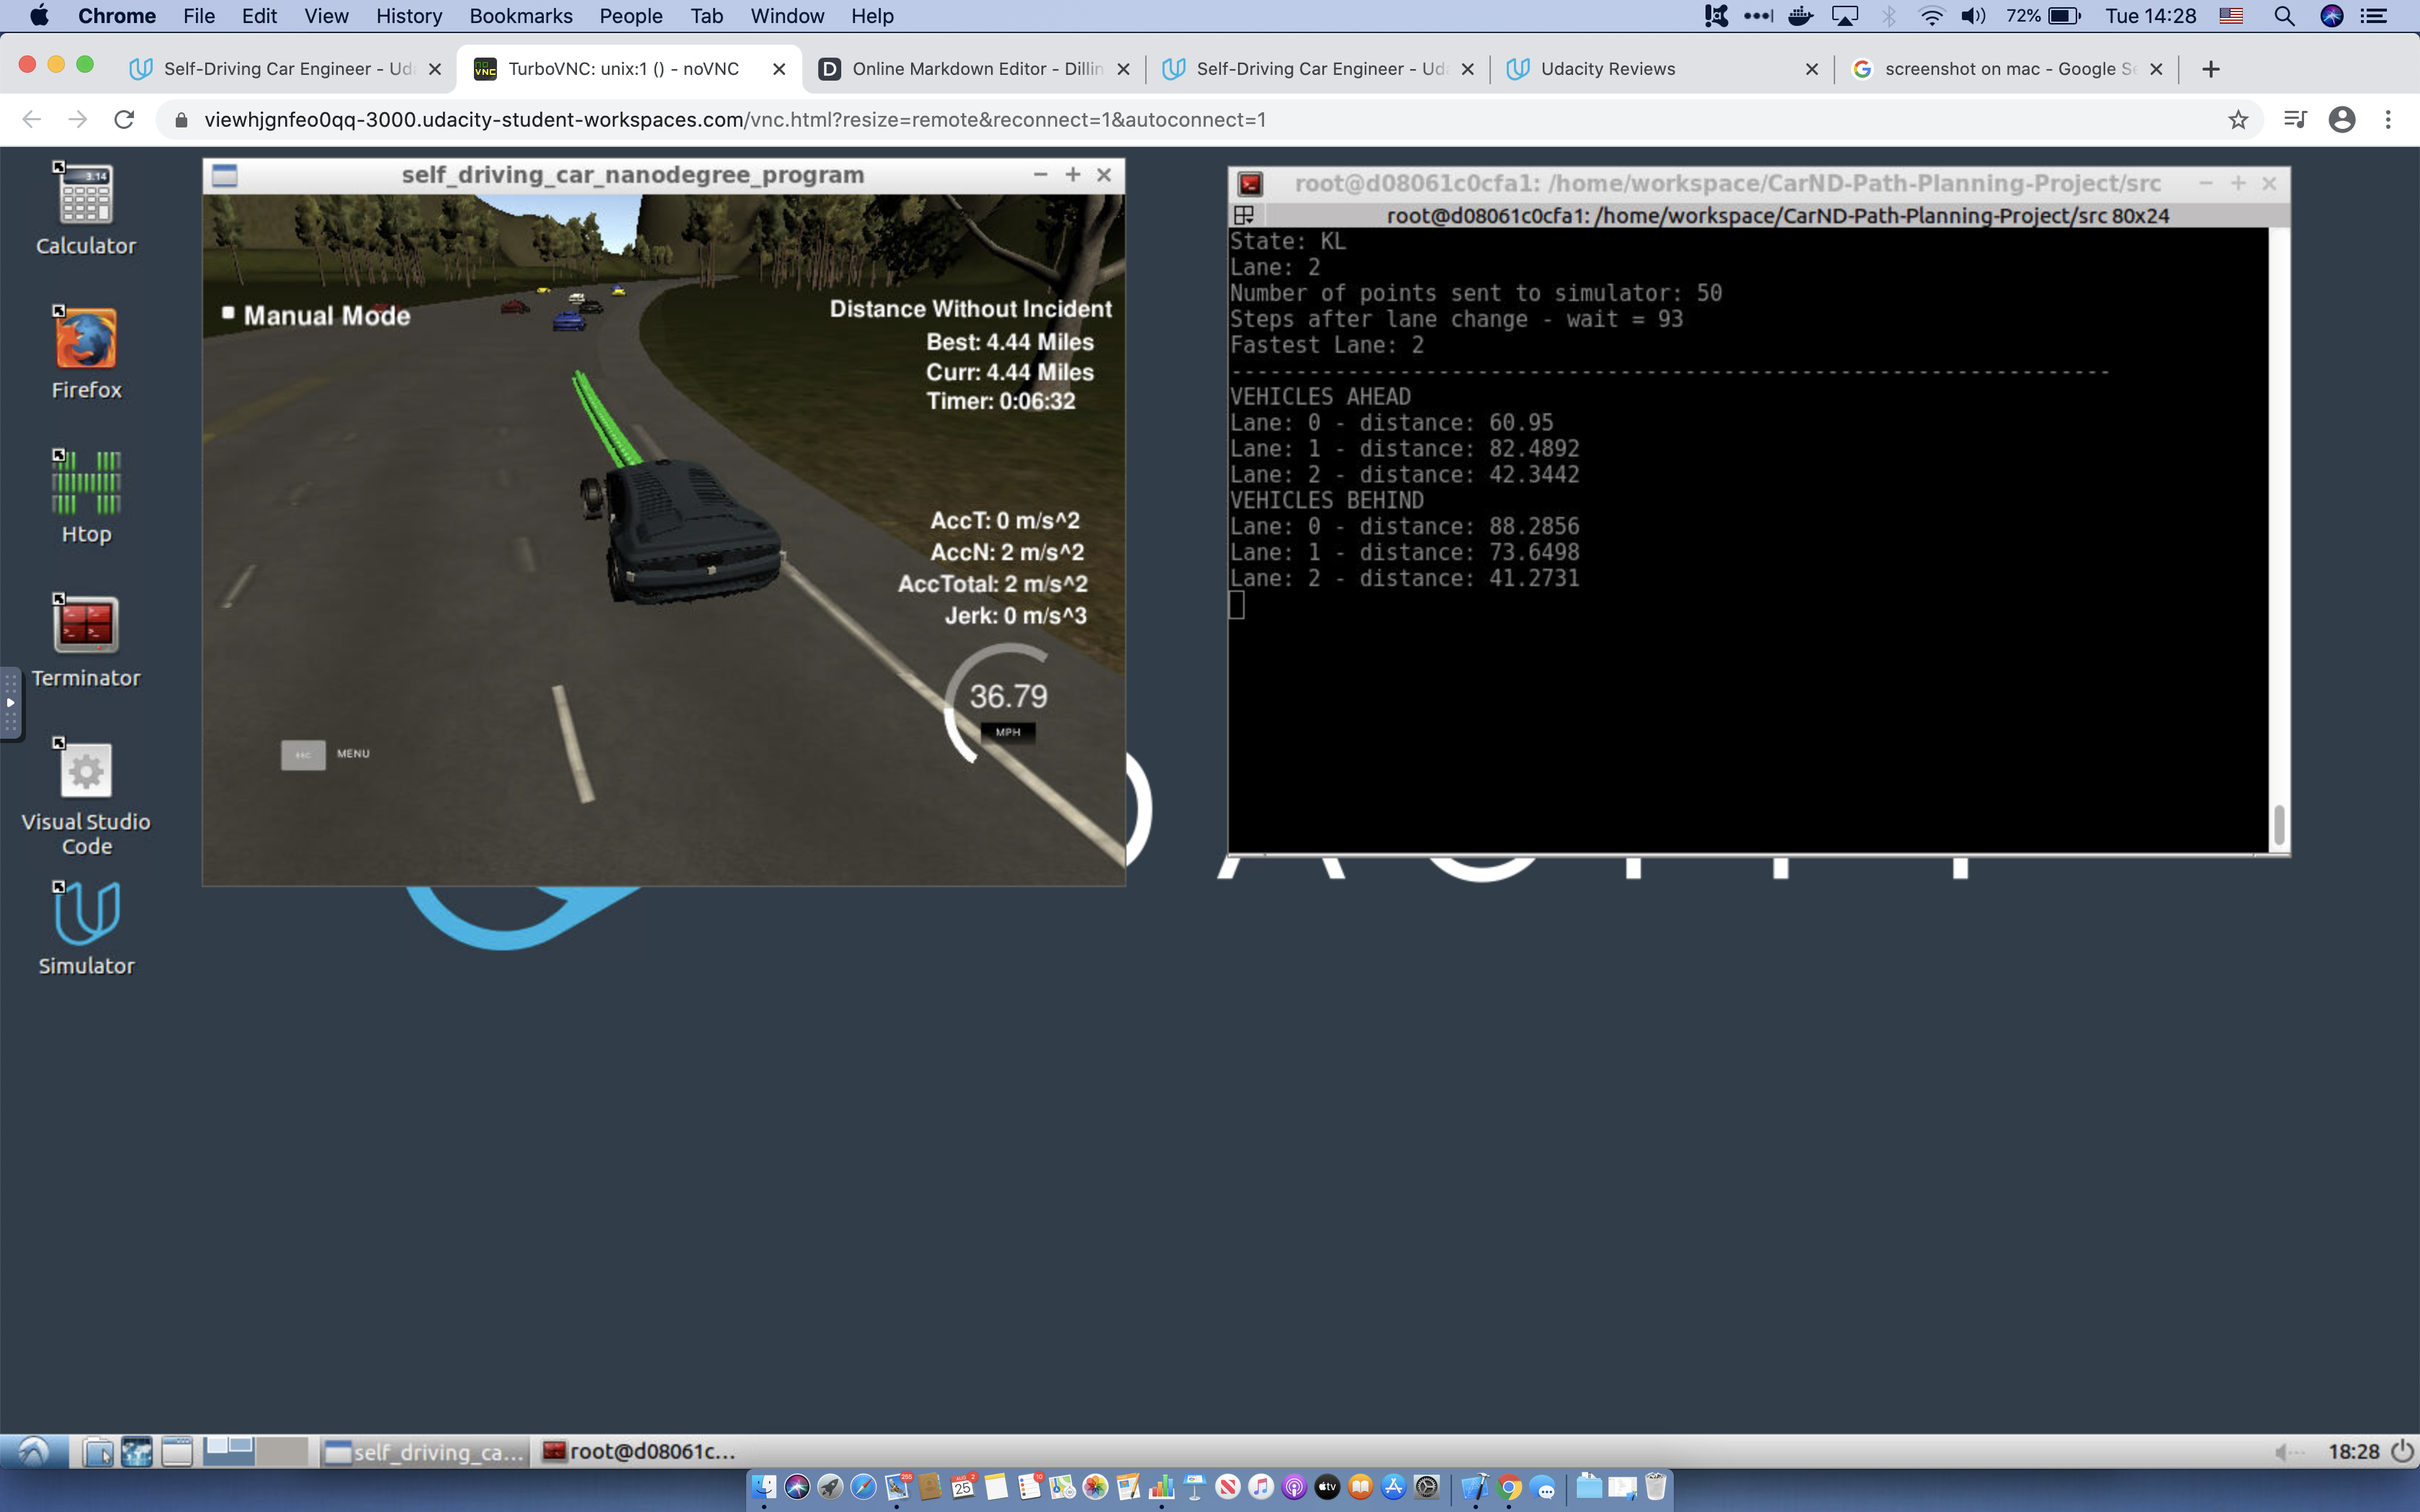 Chrome File Edit View History Bookmarks People Tab Window Help 72% Tue 14:28
Self-Driving Car Engineer - Uda
TurboVNC: unix:1 () - noVNC
Online Markdown Editor - Dillin
Self-Driving Car Engineer - Uda
Udacity Reviews
screenshot on mac - Google Se
viewhjgnfeo0qq-3000.udacity-student-workspaces.com/vnc.html?resize=remote&reconnect=1&autoconnect=1
3.14
Calculator
Firefox
Htop
Terminator
Visual Studio
Code
Simulator
self_driving_car_nanodegree_program
Manual Mode
Distance Without Incident
Best: 4.44 Miles
Curr: 4.44 Miles
Timer: 0:06:32
AccT: 0 m/s^2
AccN: 2 m/s^2
AccTotal: 2 m/s^2
Jerk: 0 m/s^3
36.79
MPH
MENU
root@d08061c0cfa1: /home/workspace/CarND-Path-Planning-Project/src
root@d08061c0cfa1: /home/workspace/CarND-Path-Planning-Project/src 80x24
State: KL
Lane: 2
Number of points sent to simulator: 50
Steps after lane change - wait = 93
Fastest Lane: 2
--------------------------------------------------------------------
VEHICLES AHEAD
Lane: 0 - distance: 60.95
Lane: 1 - distance: 82.4892
Lane: 2 - distance: 42.3442
VEHICLES BEHIND
Lane: 0 - distance: 88.2856
Lane: 1 - distance: 73.6498
Lane: 2 - distance: 41.2731
self_driving_ca...
root@d08061c...
18:28
25
tv